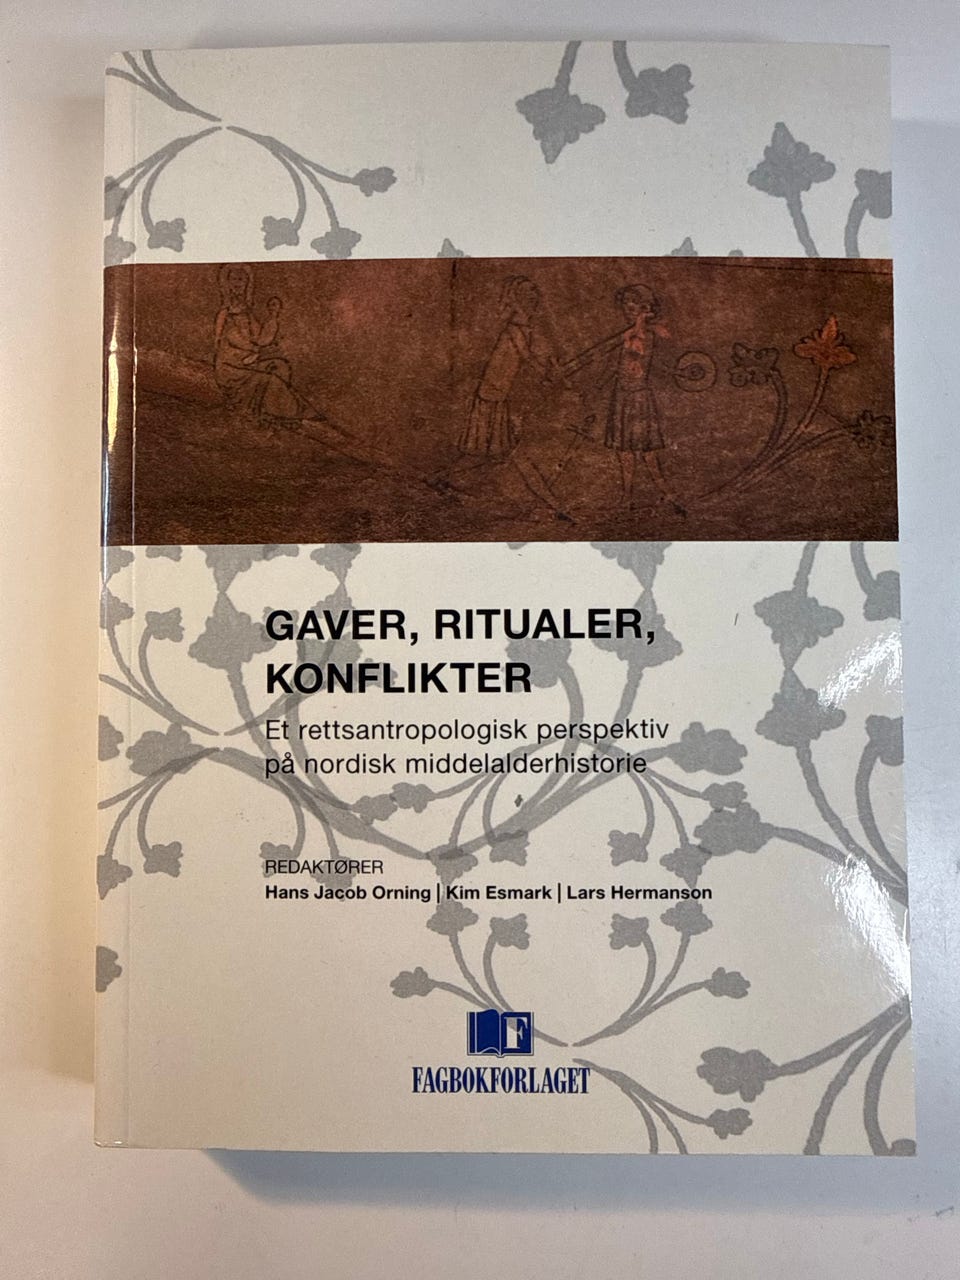 GAVER, RITUALER,
KONFLIKTER
Et rettsantropologisk perspektiv
på nordisk middelalderhistorie
REDAKTØRER
Hans Jacob Orning | Kim Esmark | Lars Hermanson
F
FAGBOKFORLAGET